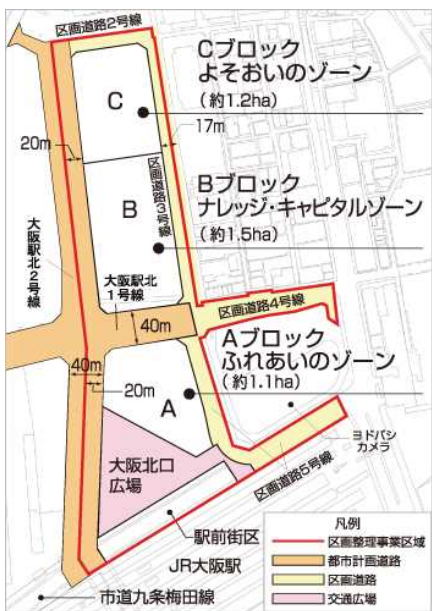 区画道路2号線
Cブロック
よそおいのゾーン
（約1.2ha）
C
17m
20m
区画道路3号線
Bブロック
ナレッジ・キャピタルゾーン
（約1.5ha）
B
大阪駅北2号線
大阪駅北
1号線
区画道路4号線
40m
Aブロック
ふれあいのゾーン
（約1.1ha）
40m
20m
A
ヨドバシ
カメラ
大阪北口
広場
区画道路5号線
駅前街区
JR大阪駅
市道九条梅田線
凡例
区画整理事業区域
都市計画道路
区画道路
交通広場